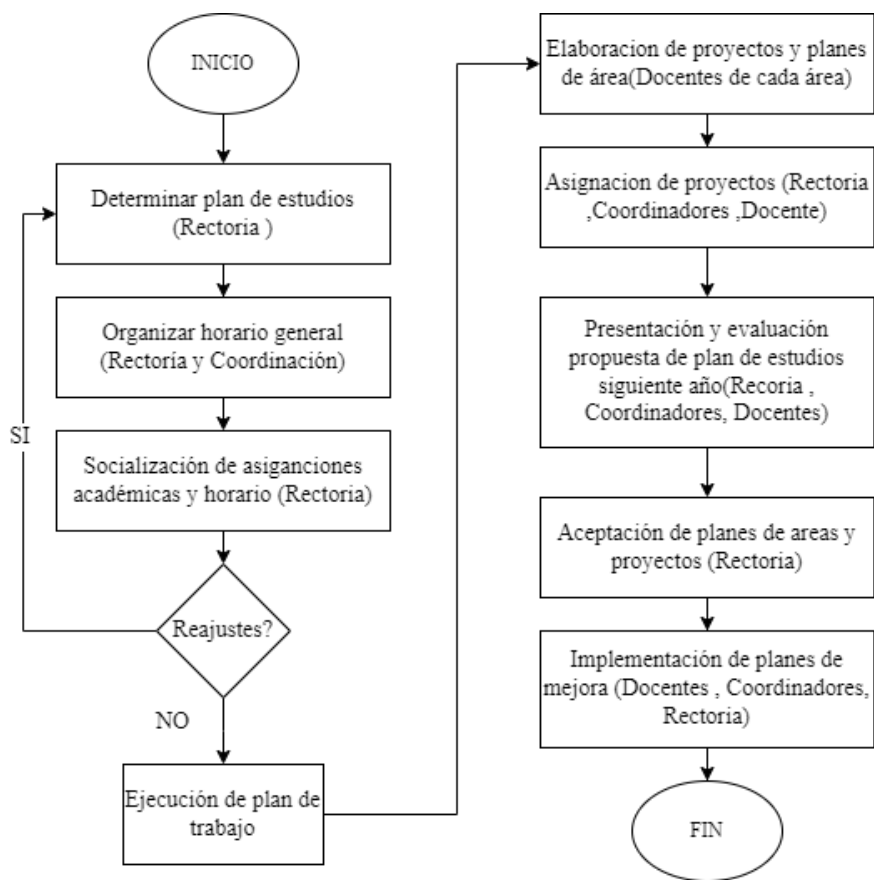 INICIO
Determinar plan de estudios
(Rectoria )
Organizar horario general
(Rectoría y Coordinación)
Socialización de asiganciones
académicas y horario (Rectoria)
Reajustes?
SI
NO
Ejecución de plan de
trabajo
Elaboracion de proyectos y planes
de área(Docentes de cada área)
Asignacion de proyectos (Rectoria
,Coordinadores ,Docente)
Presentación y evaluación
propuesta de plan de estudios
siguiente año(Recoria ,
Coordinadores, Docentes)
Aceptación de planes de areas y
proyectos (Rectoria)
Implementación de planes de
mejora (Docentes , Coordinadores,
Rectoria)
FIN